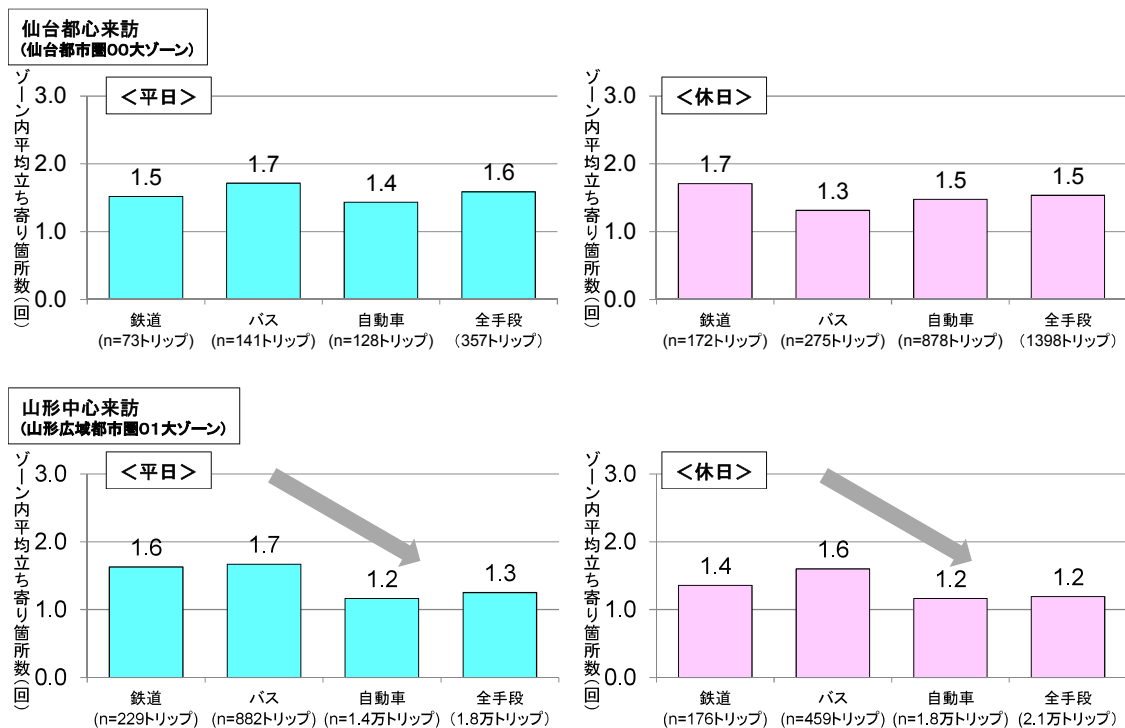 仙台都心来訪
(仙台都市圏00大ゾーン)
ゾーン内平均立ち寄り箇所数(回)
<平日>
3.0
2.0
1.0
0.0
1.5
1.7
1.4
1.6
鉄道
(n=73トリップ)
バス
(n=141トリップ)
自動車
(n=128トリップ)
全手段
(357トリップ)
ゾーン内平均立ち寄り箇所数(回)
<休日>
3.0
2.0
1.0
0.0
1.7
1.3
1.5
1.5
鉄道
(n=172トリップ)
バス
(n=275トリップ)
自動車
(n=878トリップ)
全手段
(1398トリップ)
山形中心来訪
(山形広域都市圏01大ゾーン)
ゾーン内平均立ち寄り箇所数(回)
<平日>
3.0
2.0
1.0
0.0
1.6
1.7
1.2
1.3
鉄道
(n=229トリップ)
バス
(n=882トリップ)
自動車
(n=1.4万トリップ)
全手段
(1.8万トリップ)
ゾーン内平均立ち寄り箇所数(回)
<休日>
3.0
2.0
1.0
0.0
1.4
1.6
1.2
1.2
鉄道
(n=176トリップ)
バス
(n=459トリップ)
自動車
(n=1.8万トリップ)
全手段
(2.1万トリップ)